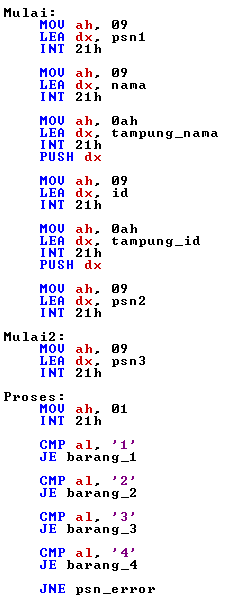 Mulai:
MOV ah, 09
LEA dx, psn1
INT 21h
MOV ah, 09
LEA dx, nama
INT 21h
MOV ah, 0ah
LEA dx, tampung_nama
INT 21h
PUSH dx
MOV ah, 09
LEA dx, id
INT 21h
MOV ah, 0ah
LEA dx, tampung_id
INT 21h
PUSH dx
MOV ah, 09
LEA dx, psn2
INT 21h
Mulai2:
MOV ah, 09
LEA dx, psn3
INT 21h
Proses:
MOV ah, 01
INT 21h
CMP al, '1'
JE barang_1
CMP al, '2'
JE barang_2
CMP al, '3'
JE barang_3
CMP al, '4'
JE barang_4
JNE psn_error